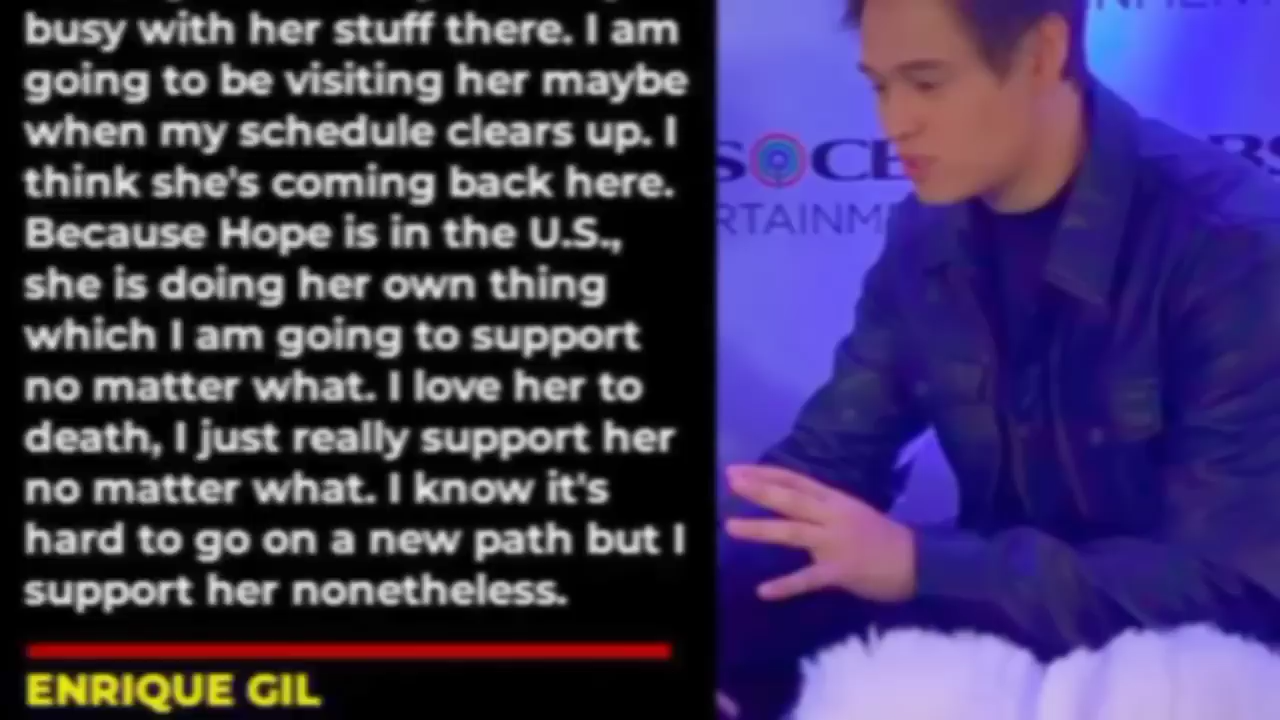 busy with her stuff there. I am
going to be visiting her maybe
when my schedule clears up. I
think she's coming back here.
Because Hope is in the U.S.,
she is doing her own thing
which I am going to support
no matter what. I love her to
death, I just really support her
no matter what. I know it's
hard to go on a new path but I
support her nonetheless.
ENRIQUE GIL